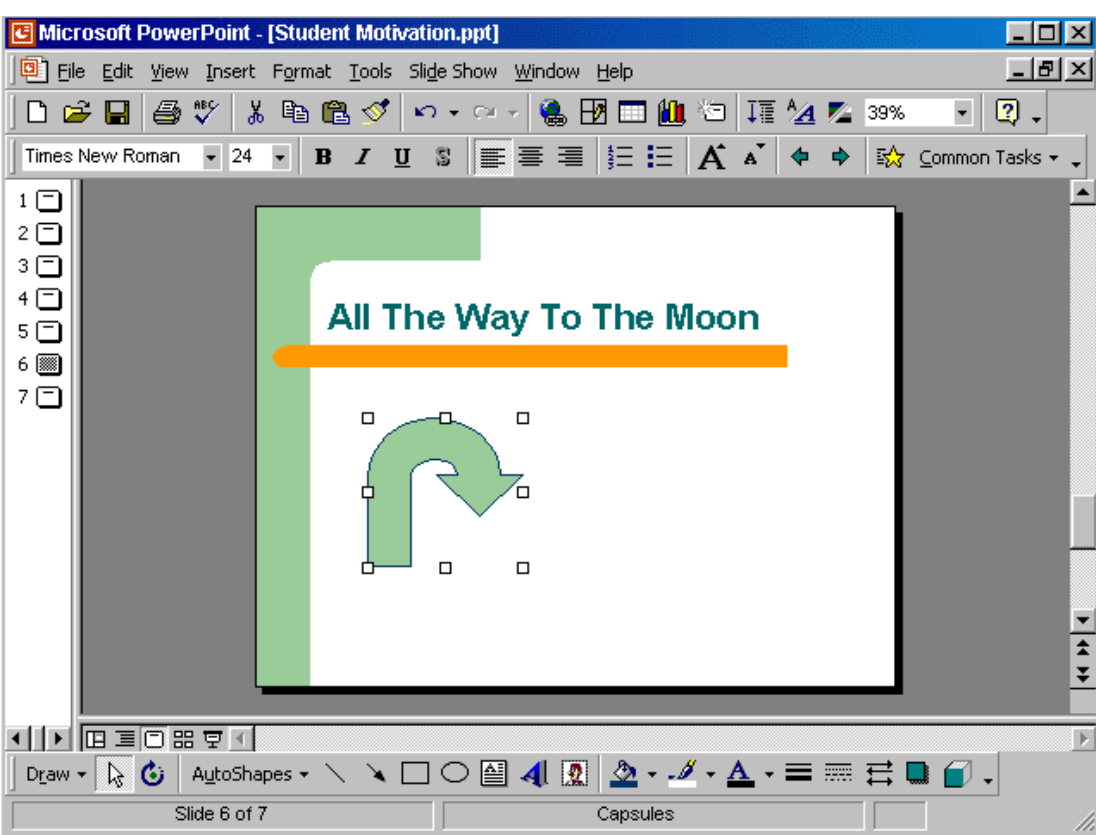 Microsoft PowerPoint - [Student Motivation.ppt]
File Edit View Insert Format Tools Slide Show Window Help
ABC 39%
Times New Roman 24 B I U S A A Common Tasks
1
2
3
4
5
6
7
All The Way To The Moon
Draw AutoShapes A A
Slide 6 of 7 Capsules